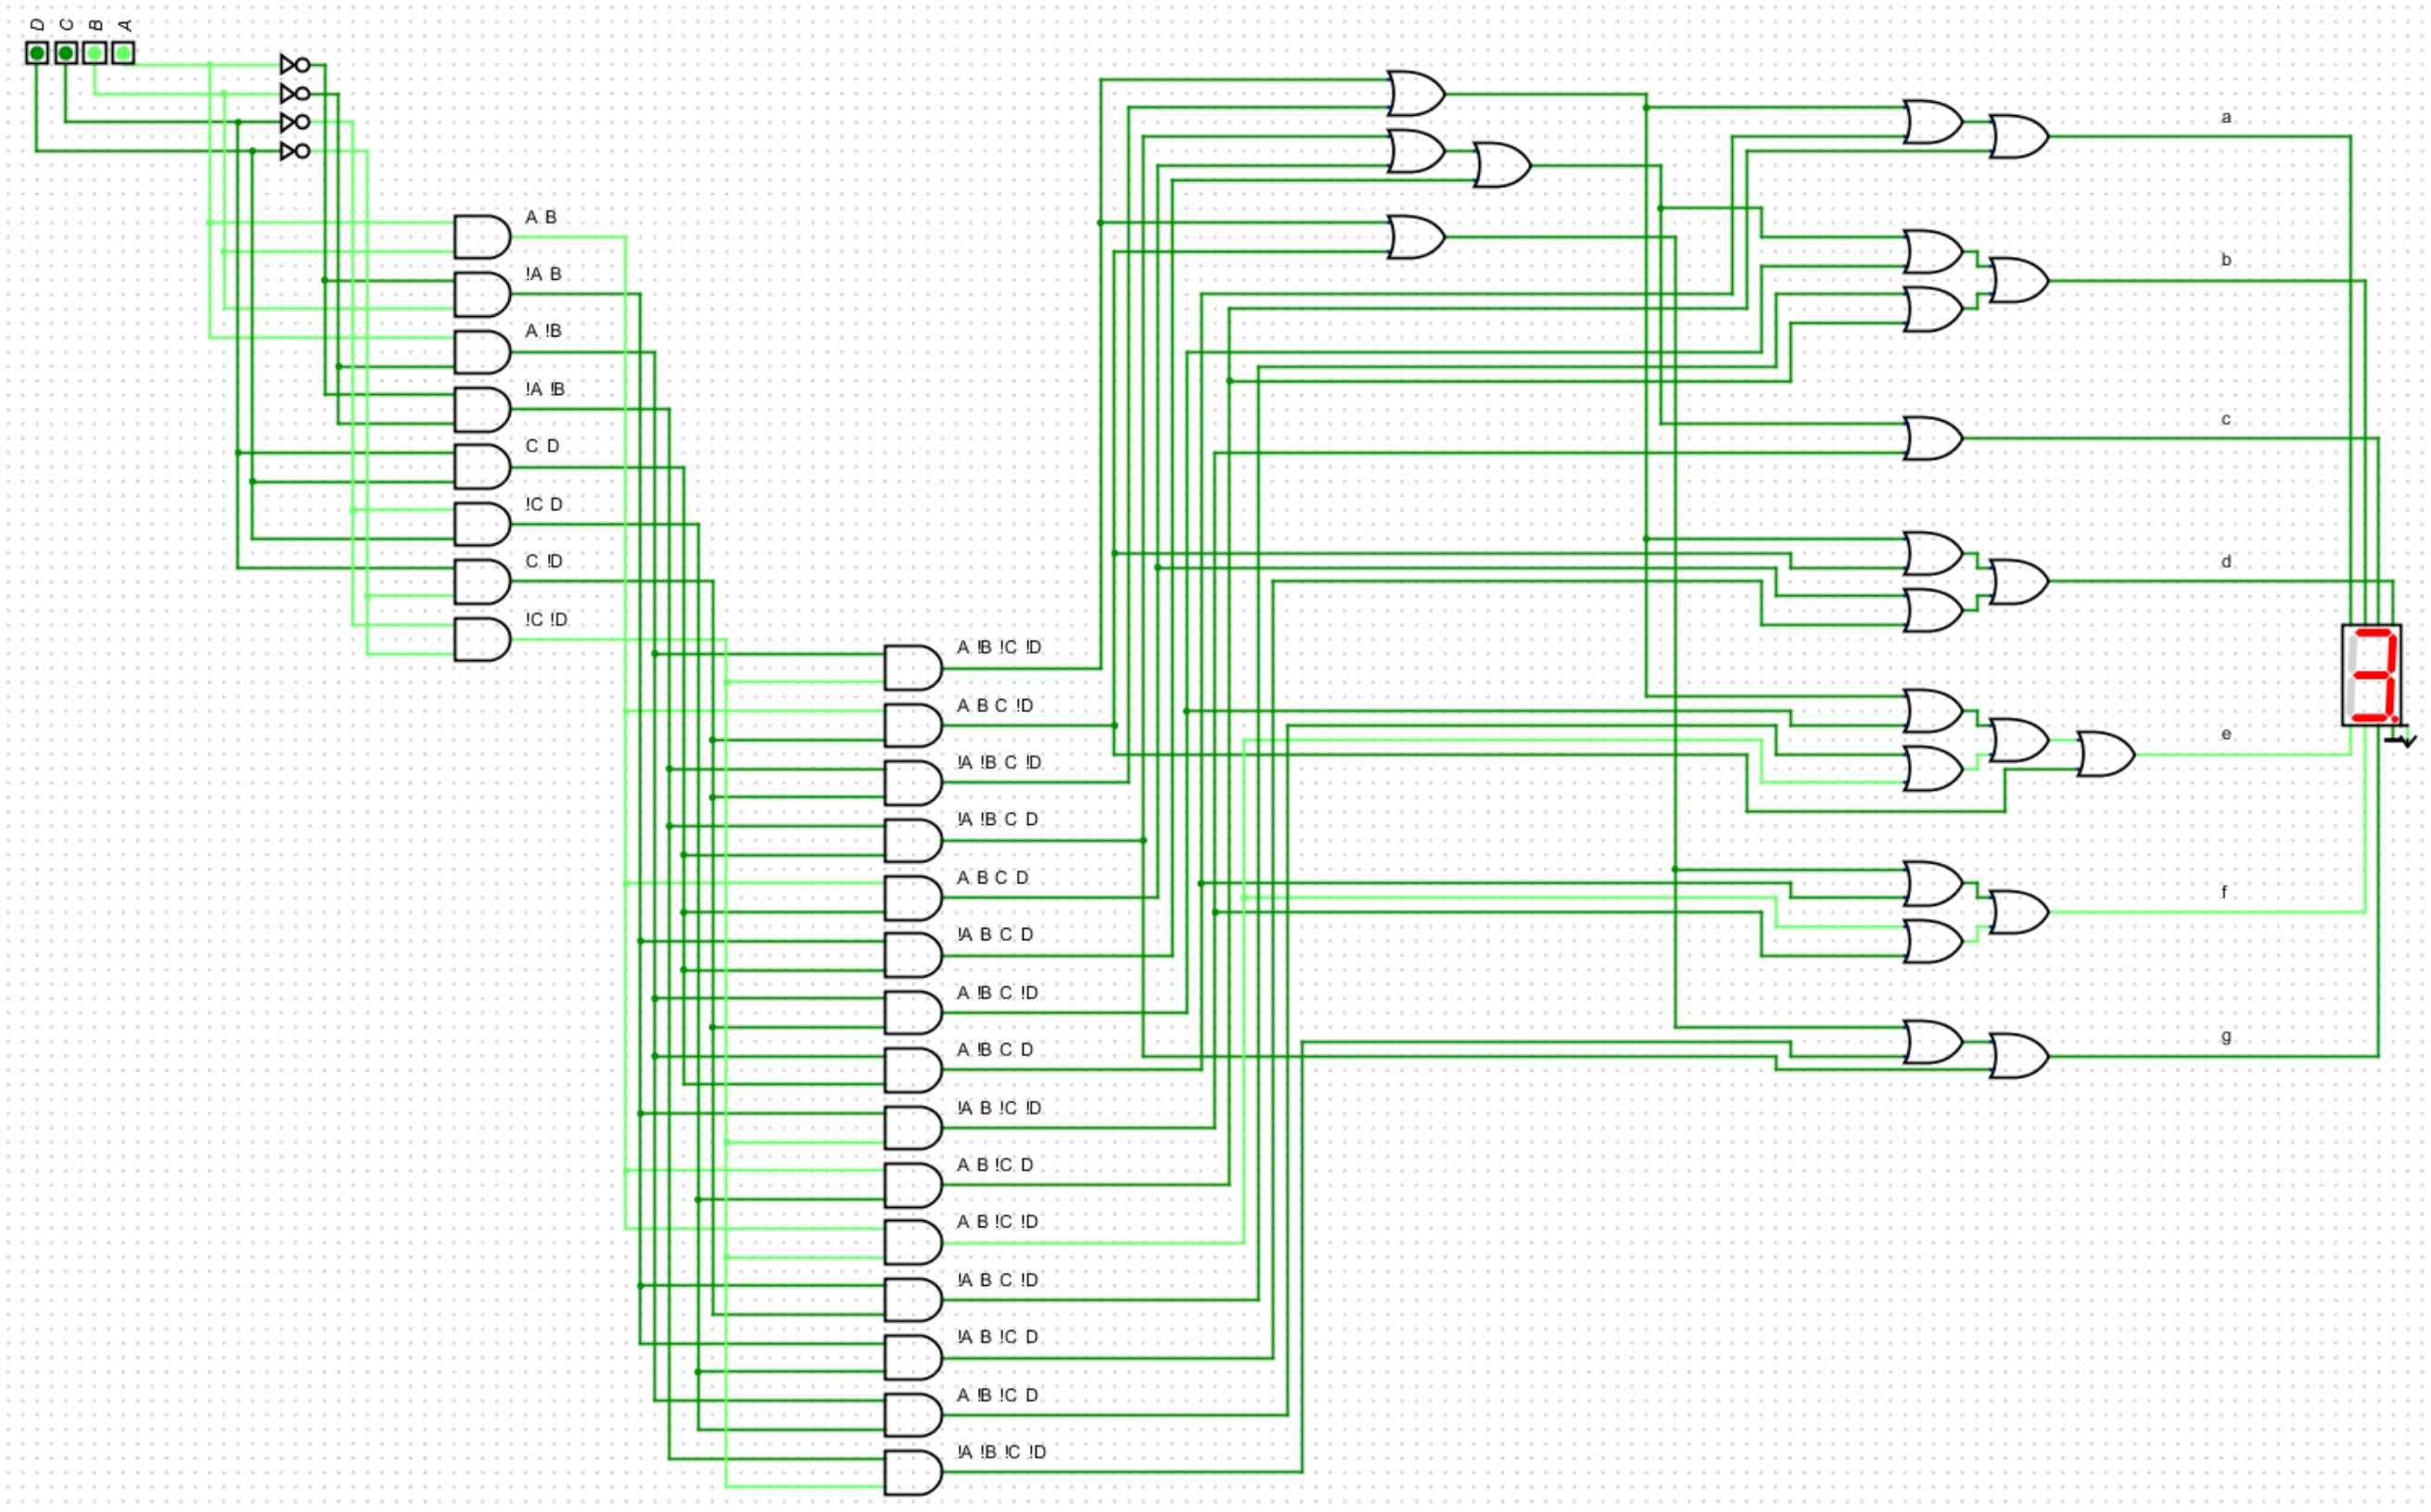 D C B A
A B
!A B
A !B
!A !B
C D
!C D
C !D
!C !D
A !B !C !D
A B C !D
!A !B C !D
!A !B C D
A B C D
!A B C D
A !B C !D
A !B C D
!A B !C !D
A B !C D
A B !C !D
!A B C !D
!A B !C D
A !B !C D
!A !B !C !D
a
b
c
d
e
f
g